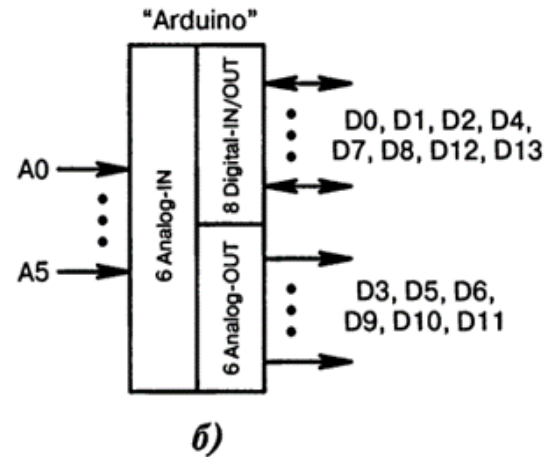 "Arduino"
A0
A5
6 Analog-IN
8 Digital-IN/OUT
6 Analog-OUT
D0, D1, D2, D4,
D7, D8, D12, D13
D3, D5, D6,
D9, D10, D11
б)